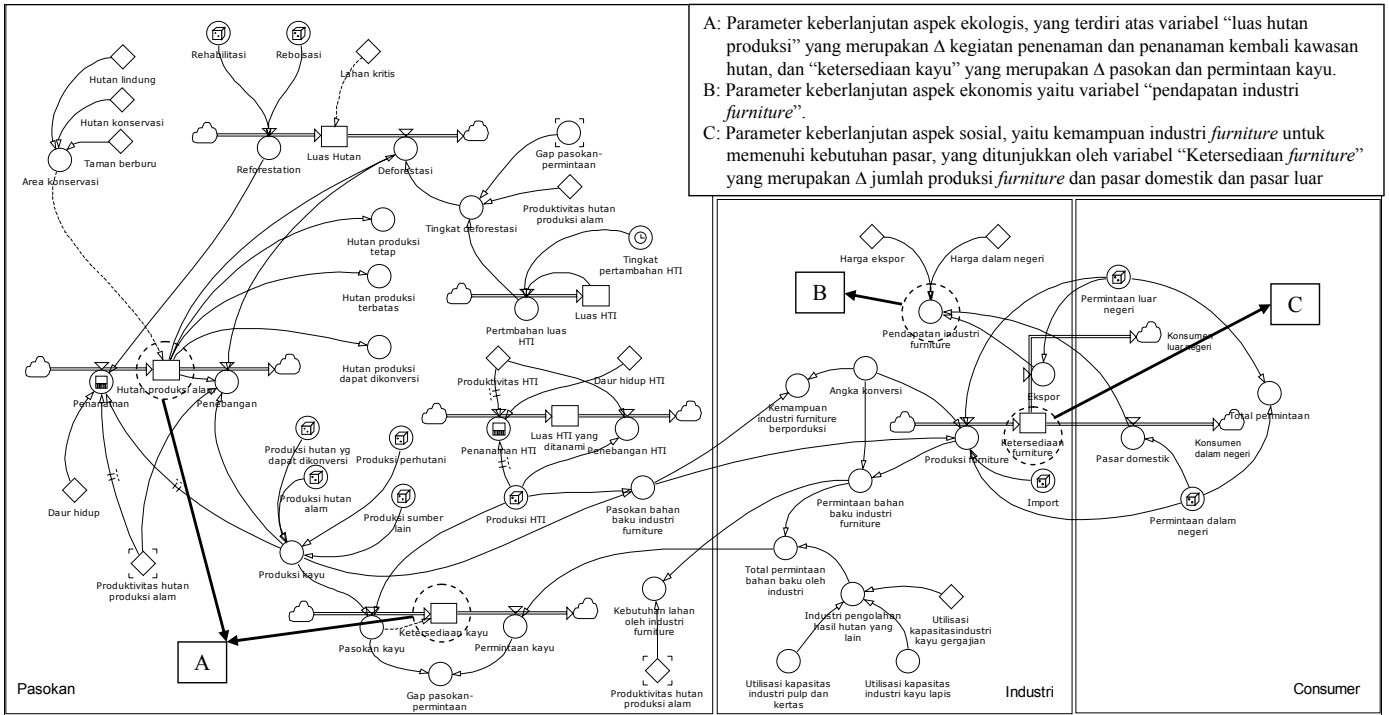 A: Parameter keberlanjutan aspek ekologis, yang terdiri atas variabel “luas hutan
produksi” yang merupakan Δ kegiatan penenaman dan penanaman kembali kawasan
hutan, dan “ketersediaan kayu” yang merupakan Δ pasokan dan permintaan kayu.
B: Parameter keberlanjutan aspek ekonomis yaitu variabel “pendapatan industri
furniture”.
C: Parameter keberlanjutan aspek sosial, yaitu kemampuan industri furniture untuk
memenuhi kebutuhan pasar, yang ditunjukkan oleh variabel “Ketersediaan furniture”
yang merupakan Δ jumlah produksi furniture dan pasar domestik dan pasar luar
Rehabilitasi
Reboisasi
Hutan lindung
Lahan kritis
Hutan konservasi
Taman berburu
Area konservasi
Reforestation
Luas Hutan
Deforestasi
Gap pasokan-
permintaan
Produktivitas hutan
produksi alam
Tingkat deforestasi
Hutan produksi
tetap
Tingkat
pertambahan HTI
Hutan produksi
terbatas
Luas HTI
Pertmbahan luas
HTI
Hutan produksi
dapat dikonversi
Hutan produksi alam
Penanaman
Penebangan
Produktivitas HTI
Daur hidup HTI
Luas HTI yang
ditanami
Penanaman HTI
Penebangan HTI
Produksi hutan yg
dapat dikonversi
Produksi perhutani
Produksi hutan
alam
Produksi sumber
lain
Produksi HTI
Pasokan bahan
baku industri
furniture
Daur hidup
Produktivitas hutan
produksi alam
Produksi kayu
Ketersediaan kayu
Pasokan kayu
Permintaan kayu
Gap pasokan-
permintaan
Kebutuhan lahan
oleh industri
furniture
Produktivitas hutan
produksi alam
A
Pasokan
Harga ekspor
Harga dalam negeri
B
Pendapatan industri
furniture
Permintaan luar
negeri
C
Konsumen
luar negeri
Ekspor
Angka konversi
Kemampuan
industri furniture
berporduksi
Total permintaan
Ketersediaan
furniture
Produksi furniture
Pasar domestik
Konsumen
dalam negeri
Import
Permintaan dalam
negeri
Permintaan bahan
baku industri
furniture
Total permintaan
bahan baku oleh
industri
Industri pengolahan
hasil hutan yang
lain
Utilisasi
kapasitasindustri
kayu gergajian
Utilisasi kapasitas
industri pulp dan
kertas
Utilisasi kapasitas
industri kayu lapis
Industri
Consumer